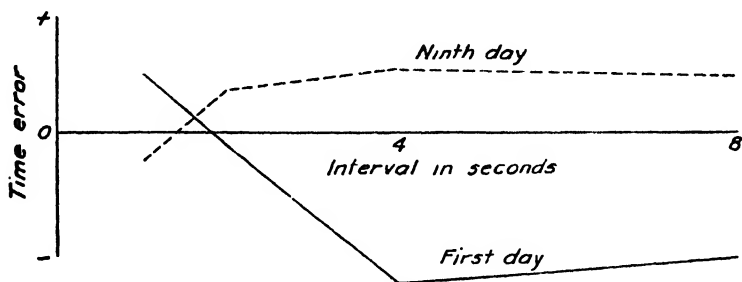 +
Ninth day
Time error
0
4
8
Interval in seconds
-
First day